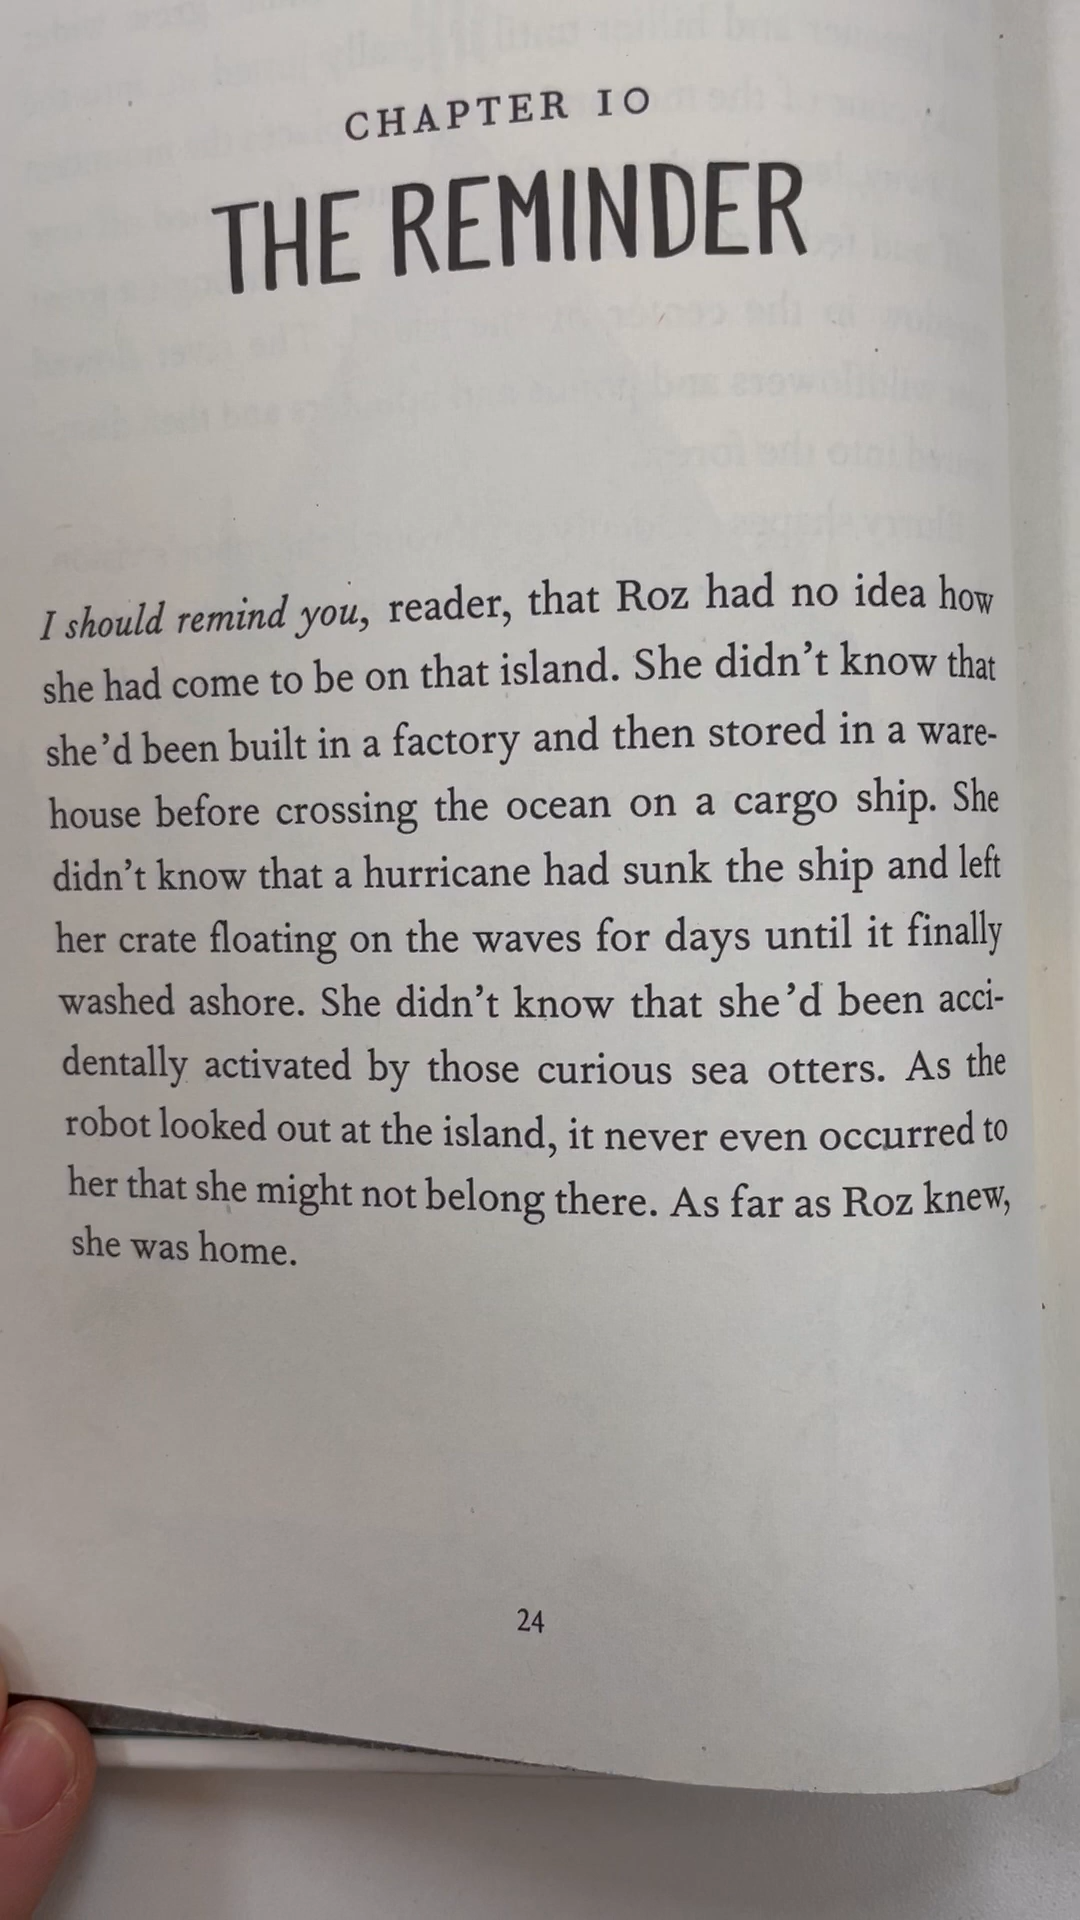 CHAPTER 10
THE REMINDER
I should remind you, reader, that Roz had no idea how
she had come to be on that island. She didn't know that
she'd been built in a factory and then stored in a ware-
house before crossing the ocean on a cargo ship. She
didn't know that a hurricane had sunk the ship and left
her crate floating on the waves for days until it finally
washed ashore. She didn't know that she'd been acci-
dentally activated by those curious sea otters. As the
robot looked out at the island, it never even occurred to
her that she might not belong there. As far as Roz knew,
she was home.
24